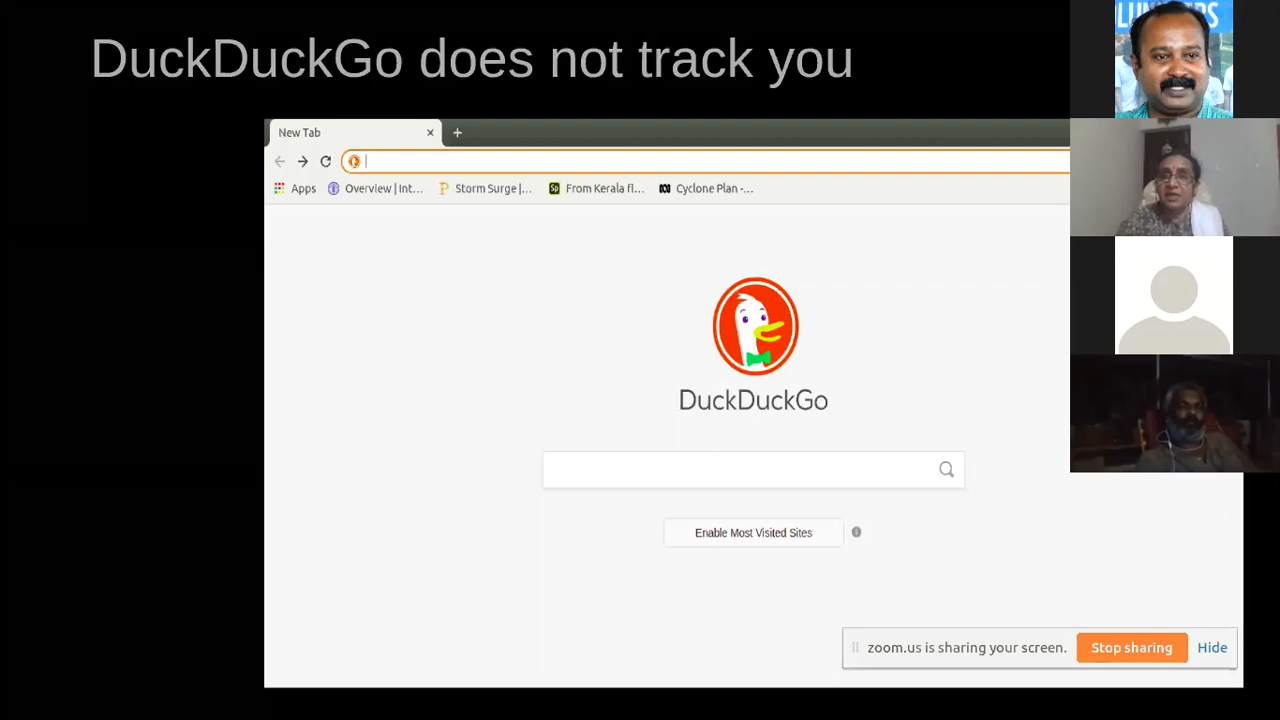 DuckDuckGo does not track you
New Tab
Apps Overview | Int... Storm Surge |... From Kerala fl... Cyclone Plan -...
DuckDuckGo
Enable Most Visited Sites
zoom.us is sharing your screen. Stop sharing Hide